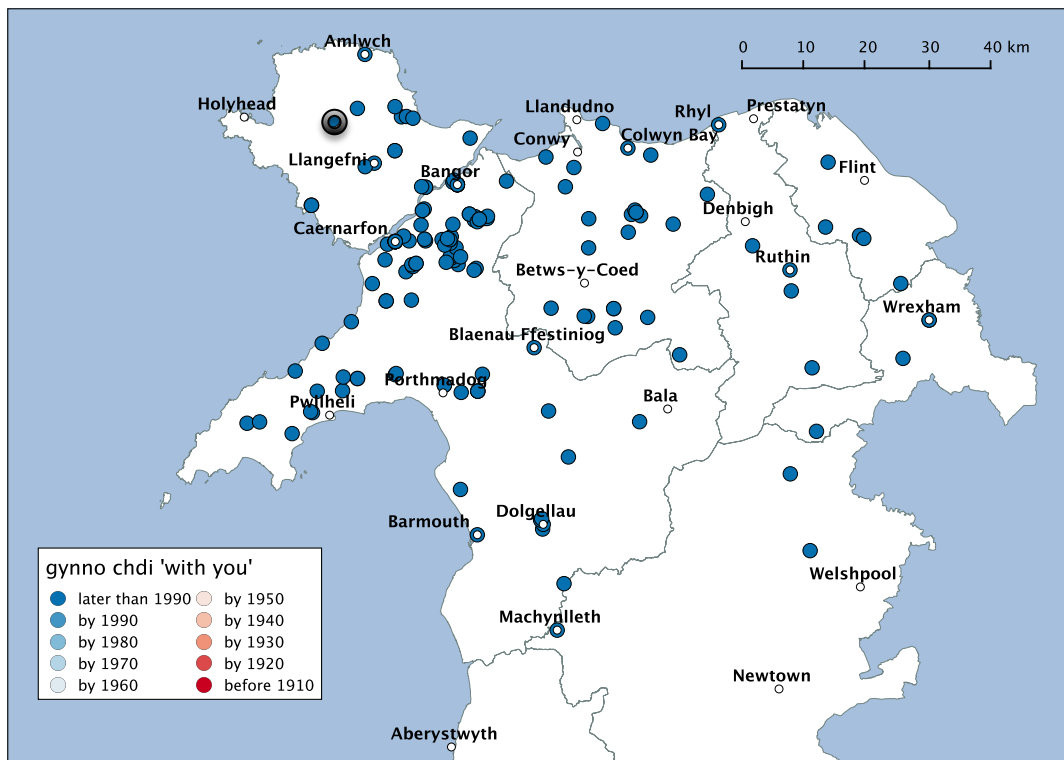 Amlwch
0 10 20 30 40 km
Holyhead
Llandudno
Rhyl
Prestatyn
Conwy
Colwyn Bay
Llangefni
Bangor
Flint
Denbigh
Caernarfon
Ruthin
Betws-y-Coed
Wrexham
Blaenau Ffestiniog
Porthmadog
Bala
Pwllheli
Dolgellau
Barmouth
Welshpool
Machynlleth
Newtown
Aberystwyth
gynno chdi 'with you'
later than 1990
by 1990
by 1980
by 1970
by 1960
by 1950
by 1940
by 1930
by 1920
before 1910